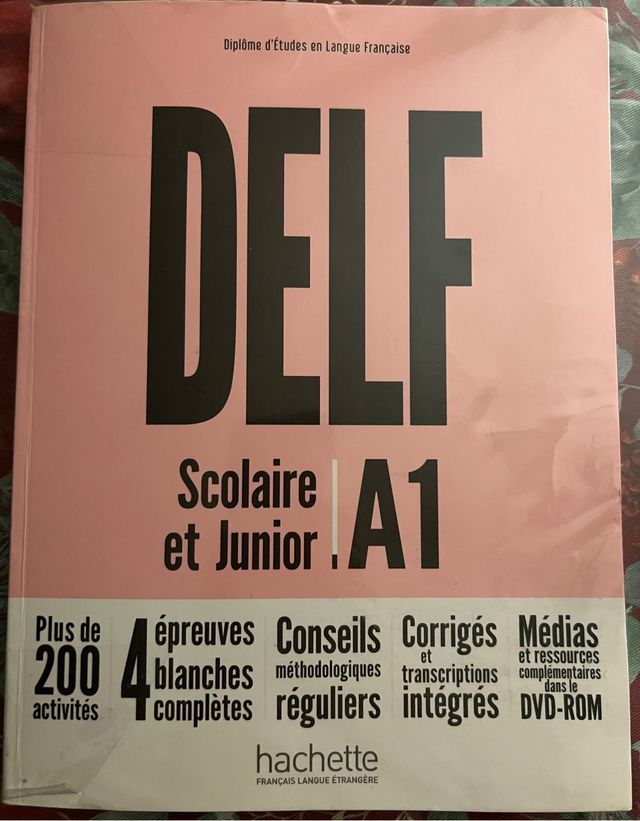 Diplôme d'Études en Langue Française
DELF
Scolaire
et Junior
A1
Plus de
200
activités
4
épreuves
blanches
complètes
Conseils
méthodologiques
réguliers
Corrigés
et
transcriptions
intégrés
Médias
et ressources
complémentaires
dans le
DVD-ROM
hachette
FRANÇAIS LANGUE ÉTRANGÈRE